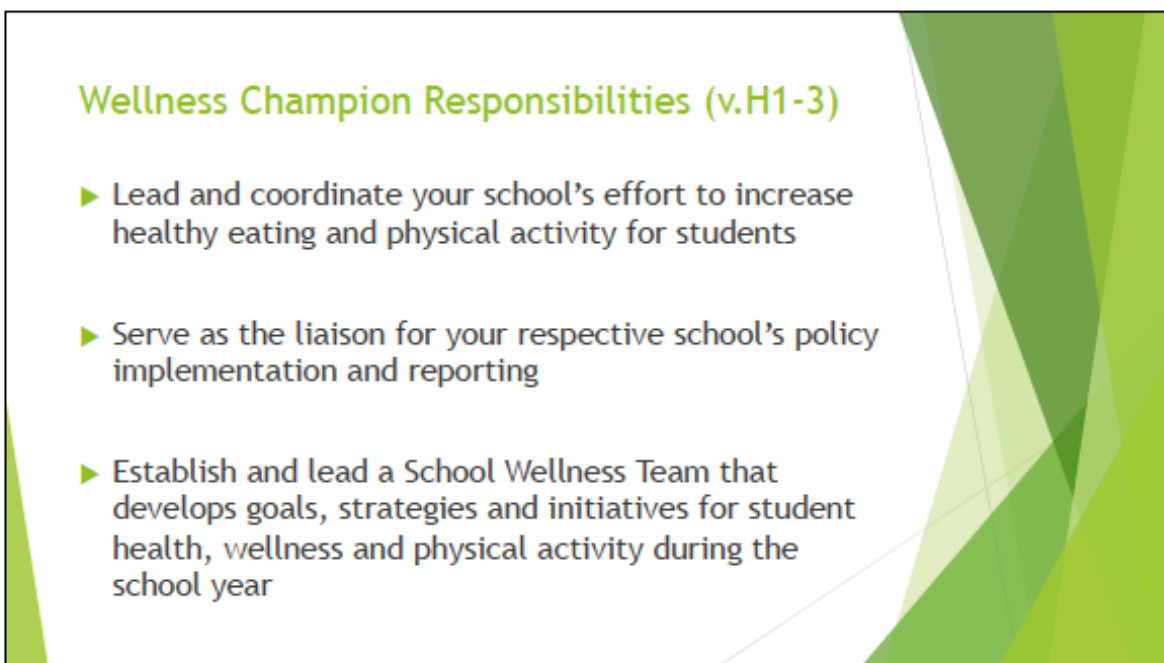 Wellness Champion Responsibilities (v.H1-3)
Lead and coordinate your school’s effort to increase
healthy eating and physical activity for students
Serve as the liaison for your respective school’s policy
implementation and reporting
Establish and lead a School Wellness Team that
develops goals, strategies and initiatives for student
health, wellness and physical activity during the
school year